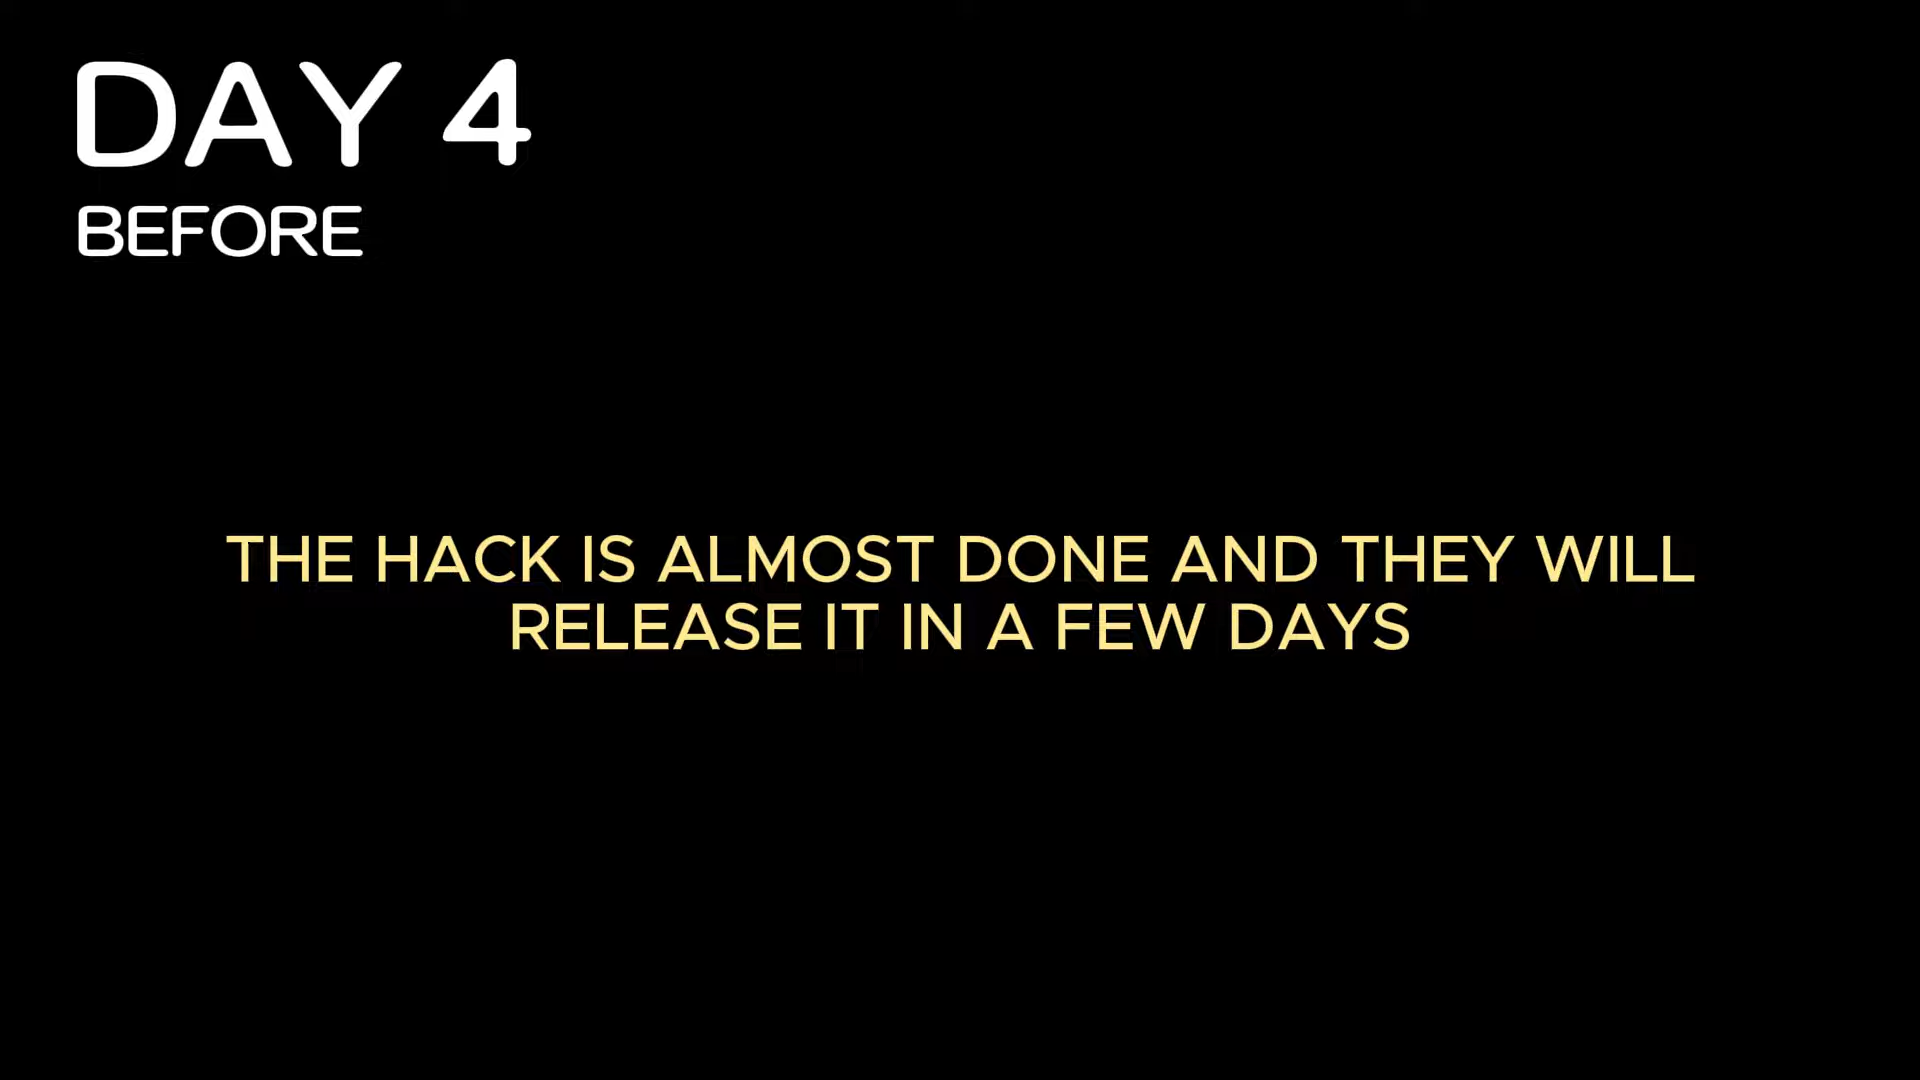 DAY 4
BEFORE
THE HACK IS ALMOST DONE AND THEY WILL
RELEASE IT IN A FEW DAYS